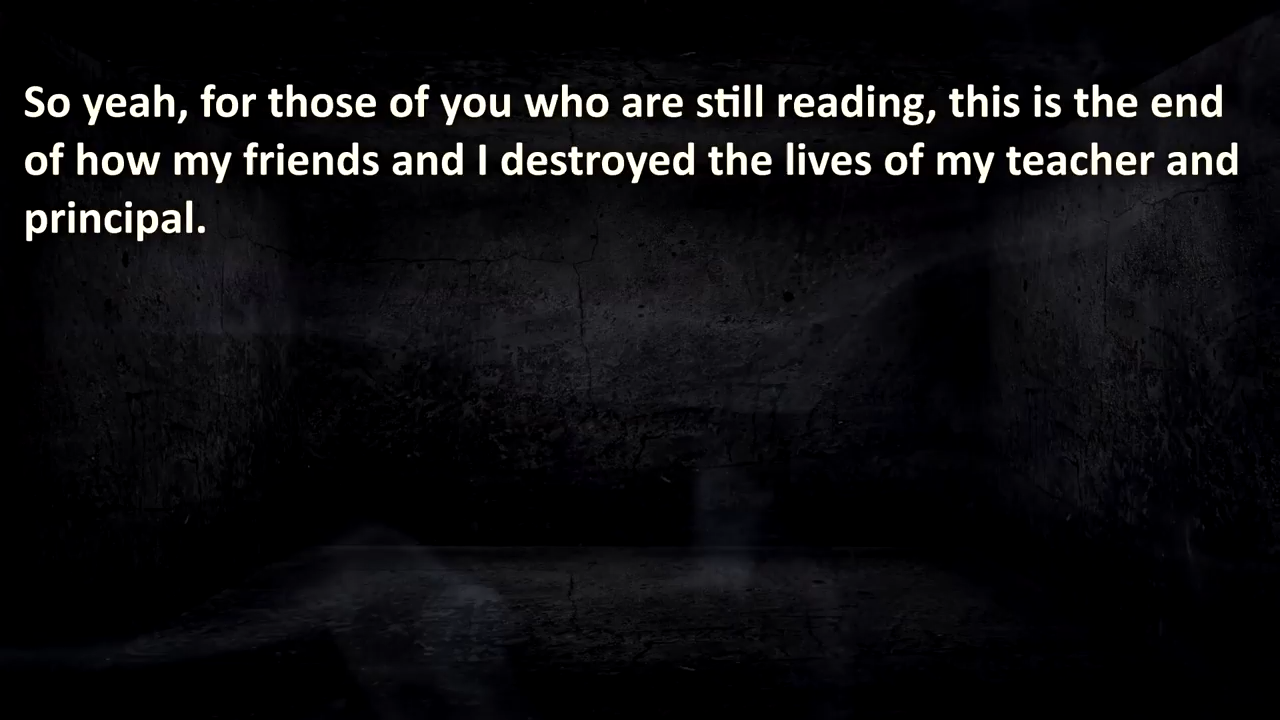 So yeah, for those of you who are still reading, this is the end
of how my friends and I destroyed the lives of my teacher and
principal.